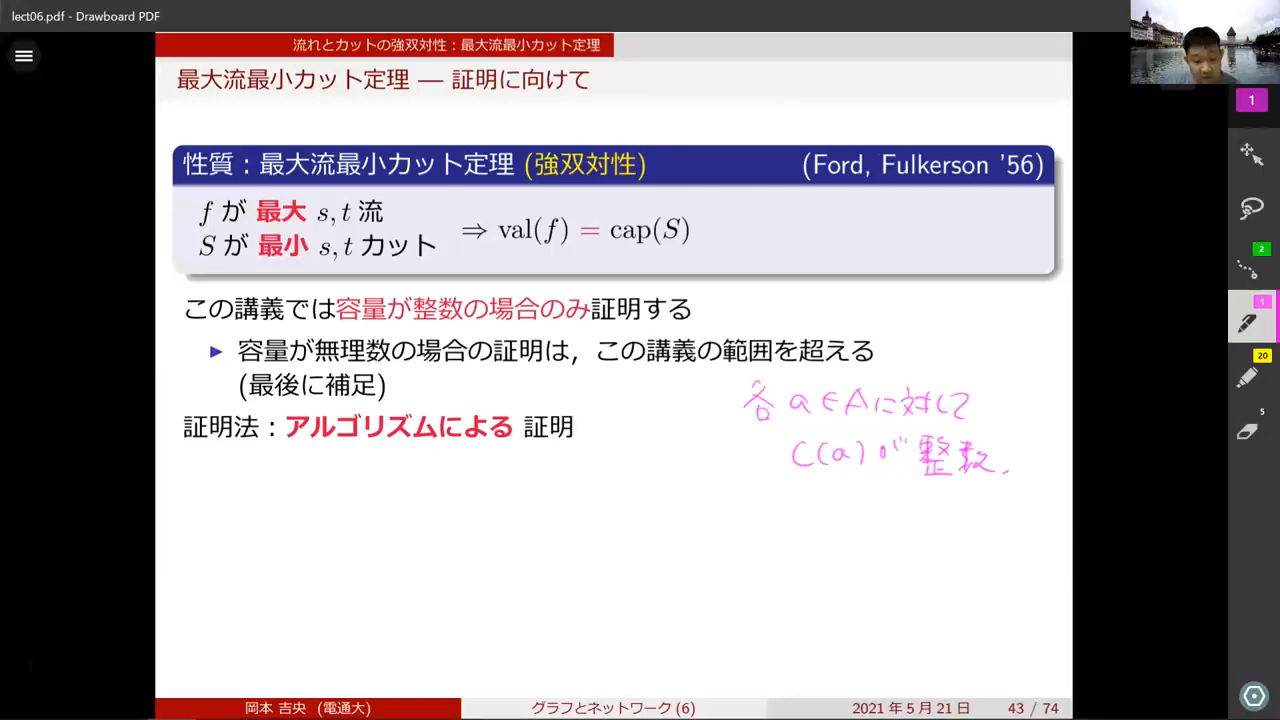 lect06.pdf - Drawboard PDF
流れとカットの強双対性：最大流最小カット定理
最大流最小カット定理 — 証明に向けて
1
性質：最大流最小カット定理 (強双対性) (Ford, Fulkerson '56)
f が 最大 s, t 流
S が 最小 s, t カット
⇒ val(f) = cap(S)
2
この講義では容量が整数の場合のみ証明する
1
▶ 容量が無理数の場合の証明は，この講義の範囲を超える
(最後に補足)
20
各 a∈Aに対して
証明法：アルゴリズムによる 証明
5
c(a) が 整数.
岡本 吉央 (電通大)
グラフとネットワーク (6)
2021 年 5 月 21 日
43 / 74